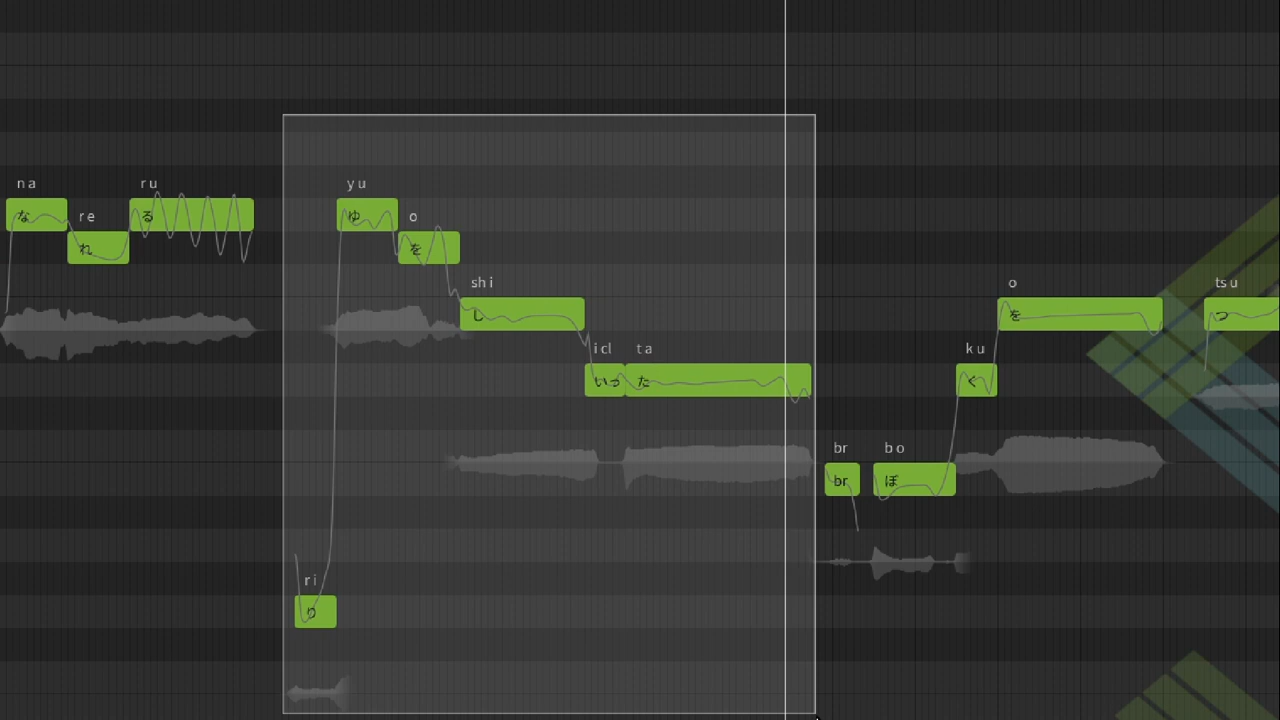 na
な
re
れ
ru
る
ri
り
yu
ゆ
o
を
shi
し
icl
いっ
ta
た
br
br
bo
ぼ
ku
ぐ
o
を
tsu
つ